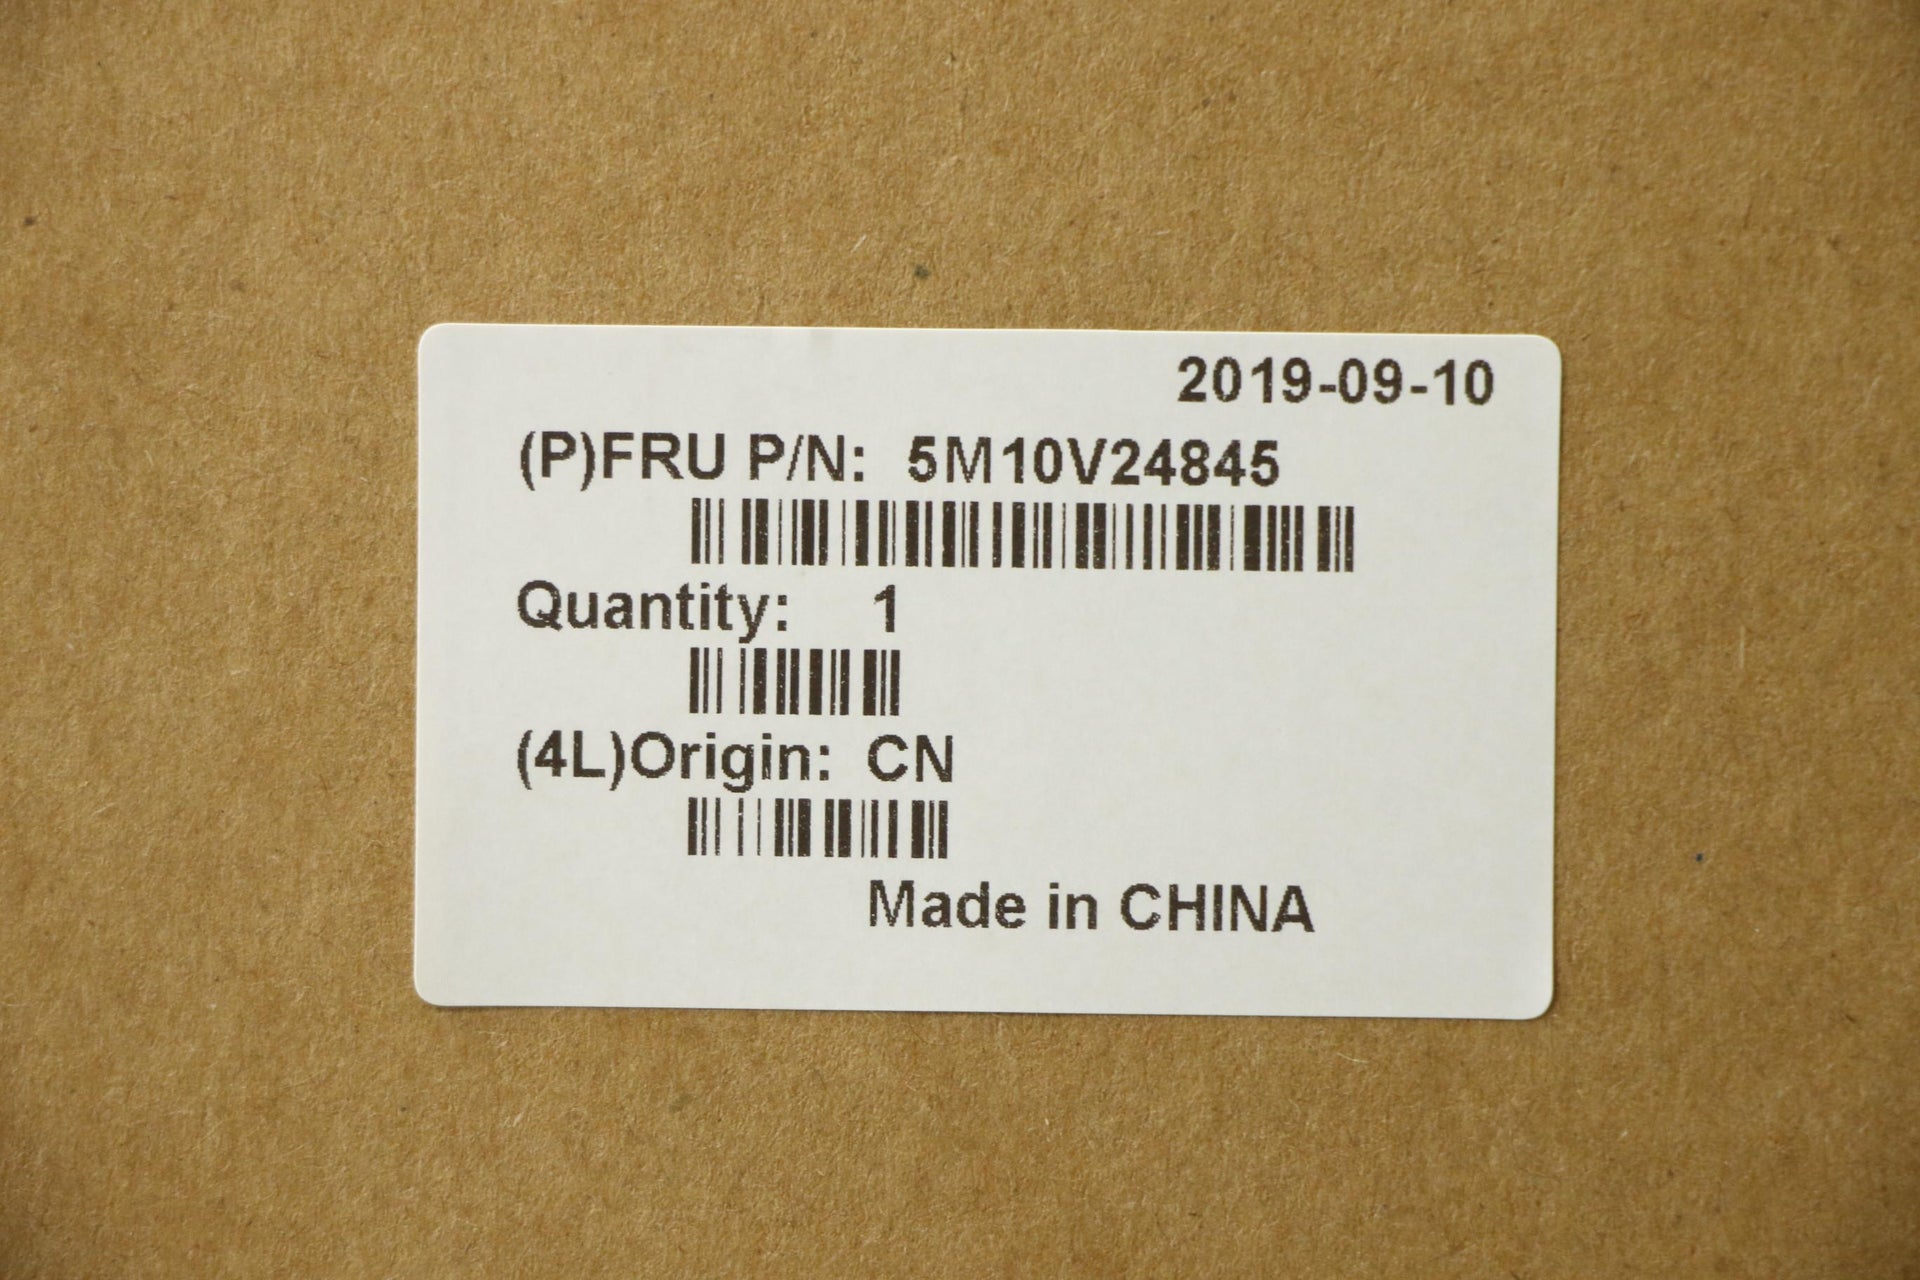 2019-09-10
(P)FRU P/N: 5M10V24845
Quantity: 1
(4L)Origin: CN
Made in CHINA